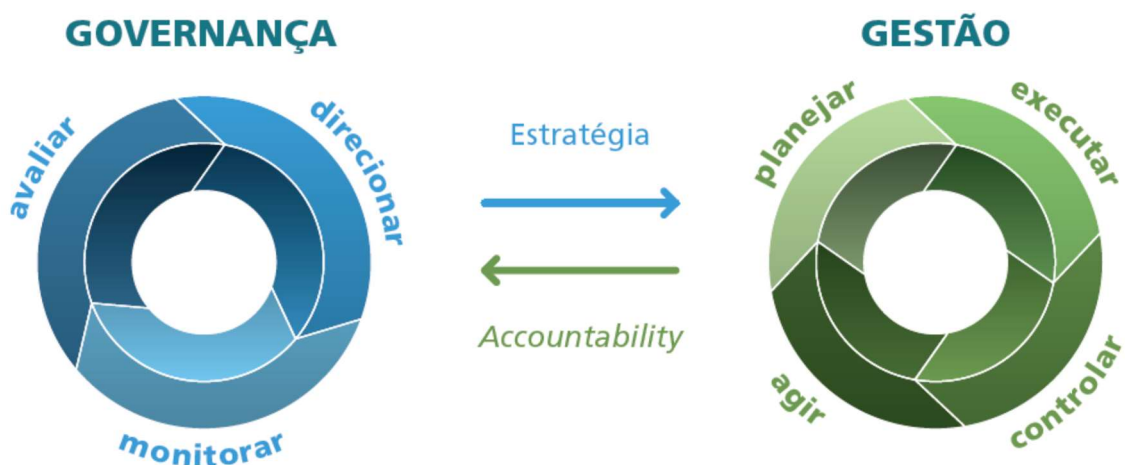 GOVERNANÇA
avaliar
direcionar
monitorar
Estratégia
Accountability
GESTÃO
planejar
executar
controlar
agir